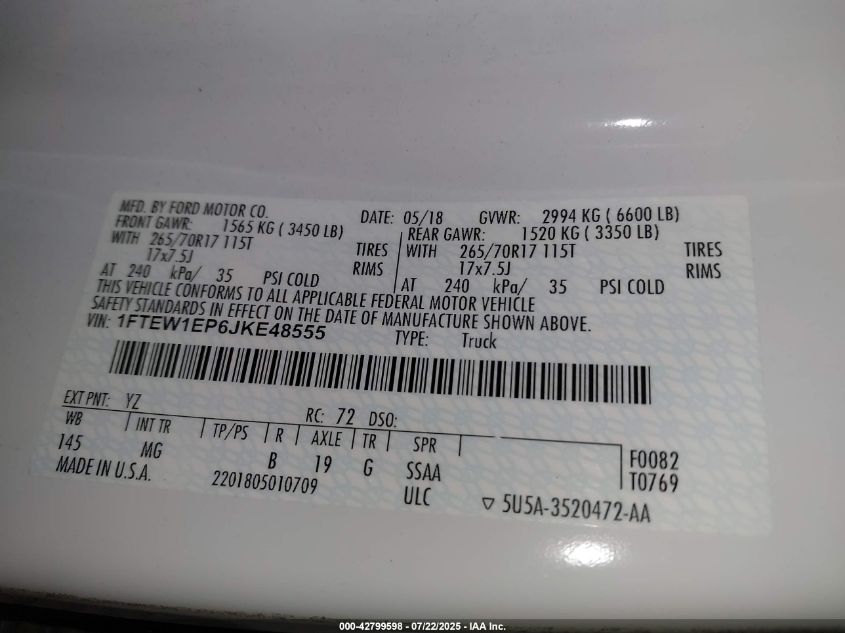 MFD. BY FORD MOTOR CO.
DATE: 05/18 GVWR: 2994 KG ( 6600 LB)
FRONT GAWR: 1565 KG ( 3450 LB) REAR GAWR: 1520 KG ( 3350 LB)
WITH 265/70R17 115T TIRES WITH 265/70R17 115T TIRES
17x7.5J RIMS 17x7.5J RIMS
AT 240 kPa/ 35 PSI COLD AT 240 kPa/ 35 PSI COLD
THIS VEHICLE CONFORMS TO ALL APPLICABLE FEDERAL MOTOR VEHICLE
SAFETY STANDARDS IN EFFECT ON THE DATE OF MANUFACTURE SHOWN ABOVE.
VIN: 1FTEW1EP6JKE48555 TYPE: Truck
EXT PNT: YZ RC: 72 DSO:
WB INT TR TP/PS R AXLE TR SPR F0082
145 MG B 19 G SSAA T0769
MADE IN U.S.A. 2201805010709 ULC ▽ 5U5A-3520472-AA
000-42799598 - 07/22/2025 - IAA Inc.